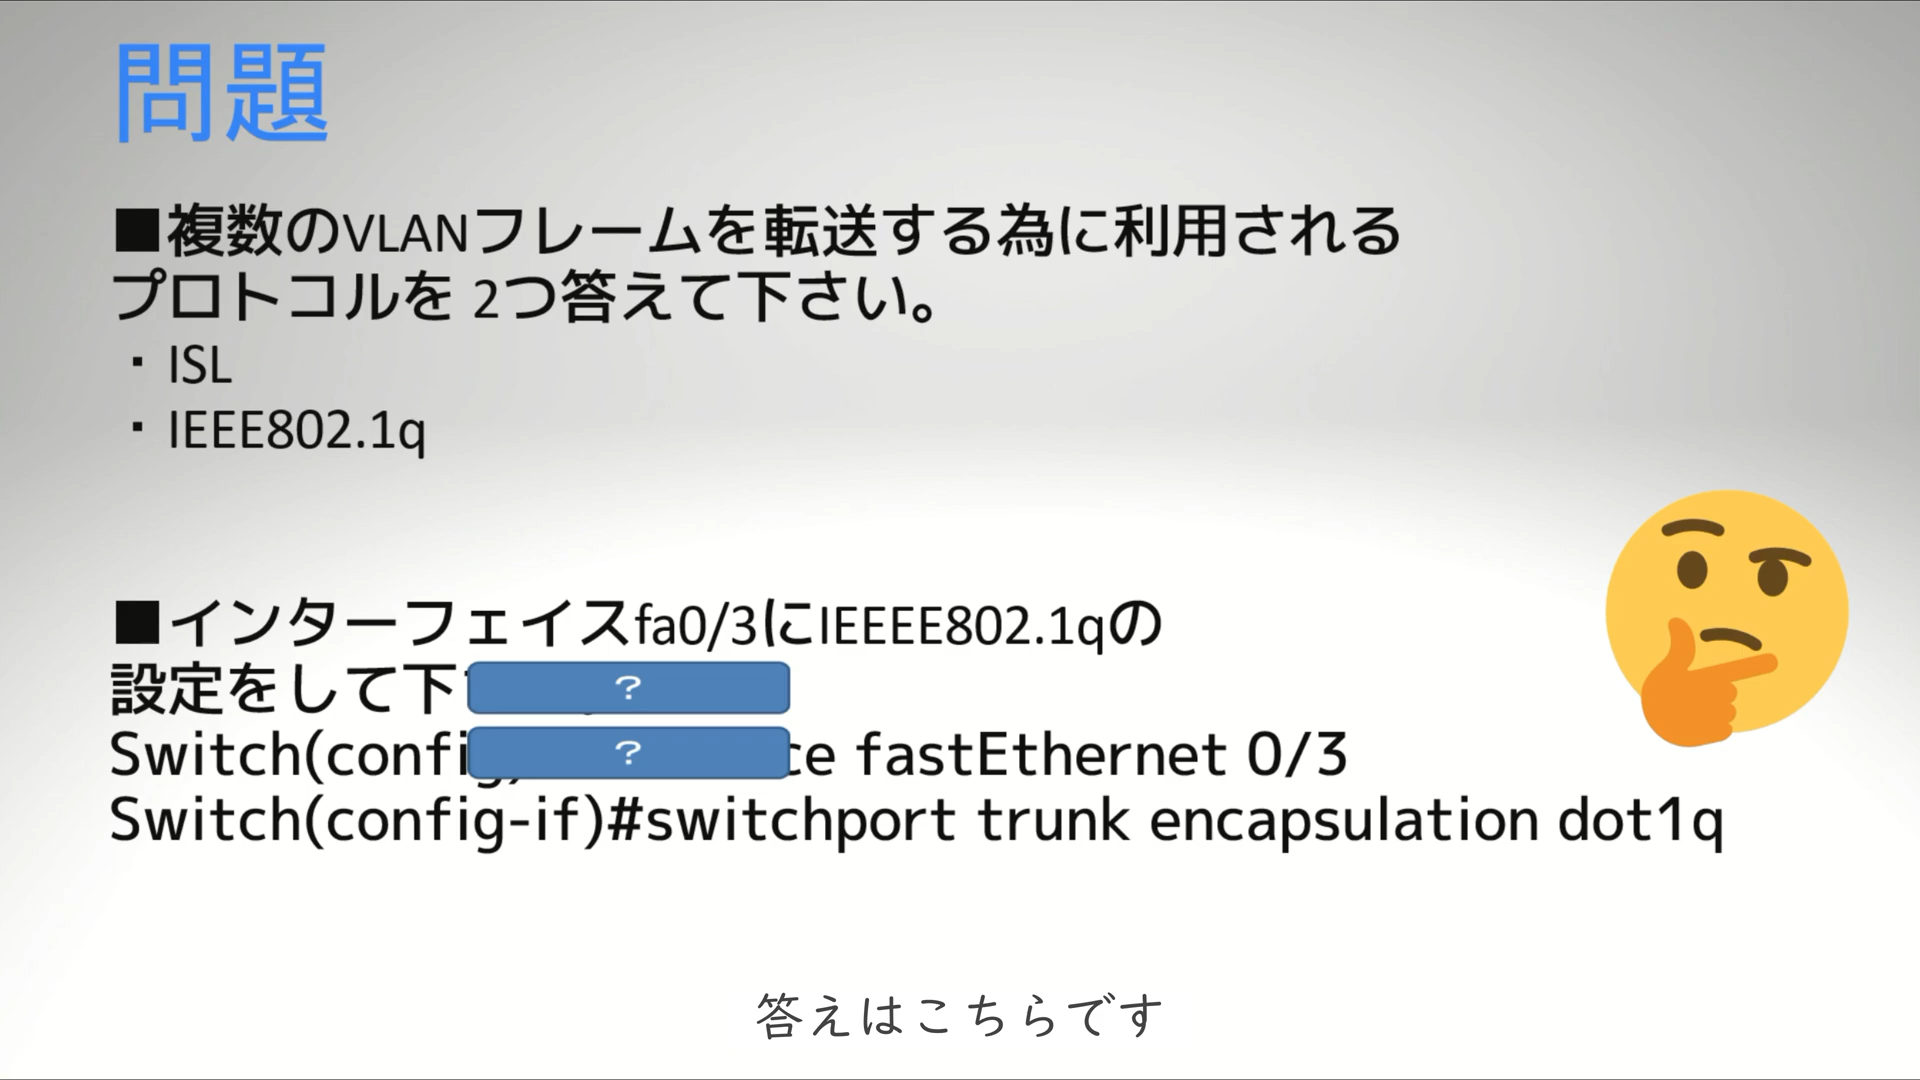 問題
■複数のVLANフレームを転送する為に利用される
プロトコルを 2つ答えて下さい。
・ISL
・IEEE802.1q
■インターフェイスfa0/3にIEEEE802.1qの
設定をして下
?
Switch(config
?
ce fastEthernet 0/3
Switch(config-if)#switchport trunk encapsulation dot1q
答えはこちらです